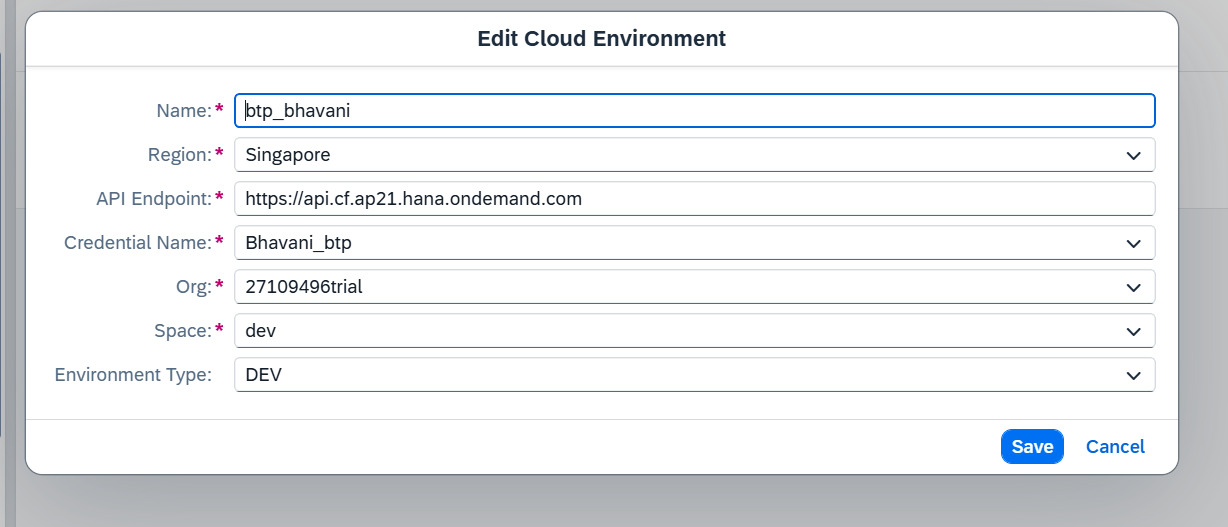 Edit Cloud Environment
Name:* btp_bhavani
Region:* Singapore
API Endpoint:* https://api.cf.ap21.hana.ondemand.com
Credential Name:* Bhavani_btp
Org:* 27109496trial
Space:* dev
Environment Type: DEV
Save Cancel